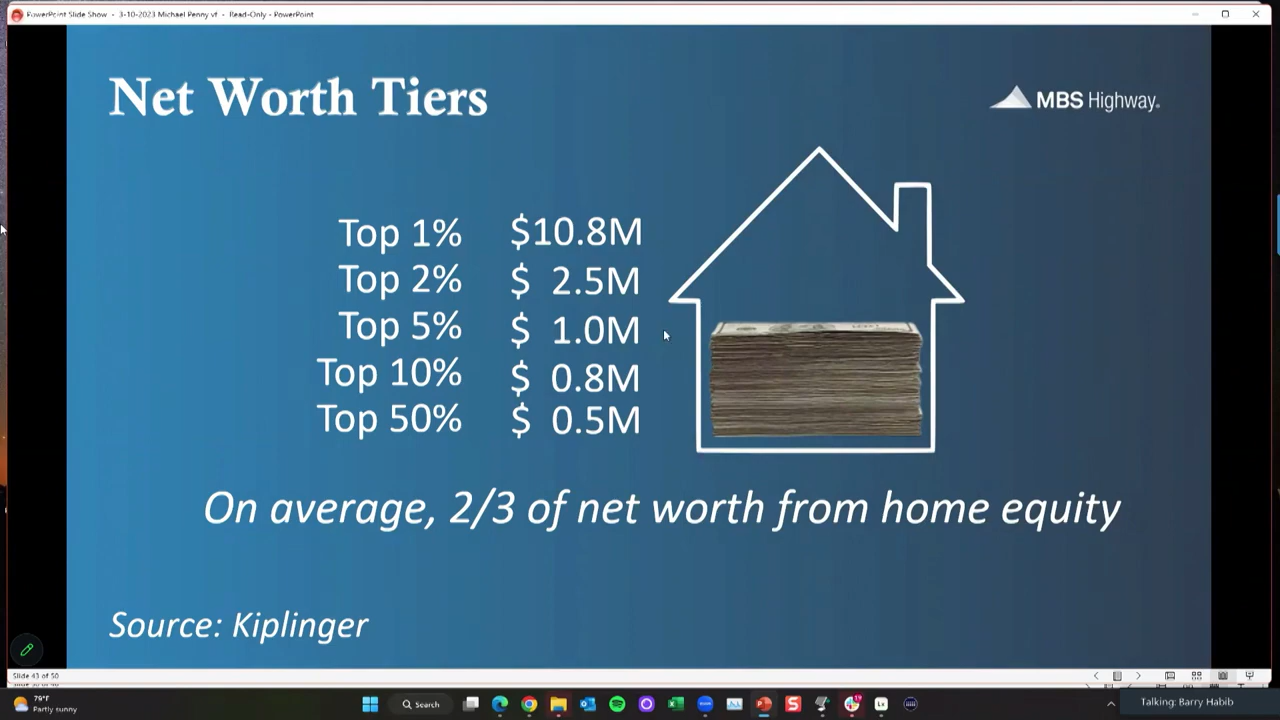 PowerPoint Slide Show - 3-10-2023 Michael Penny vf - Read-Only - PowerPoint
Net Worth Tiers
MBS Highway.
Top 1% $10.8M
Top 2% $ 2.5M
Top 5% $ 1.0M
Top 10% $ 0.8M
Top 50% $ 0.5M
On average, 2/3 of net worth from home equity
Source: Kiplinger
Slide 43 of 50
79°F
Partly sunny
Search
19
Lv
Talking: Barry Habib